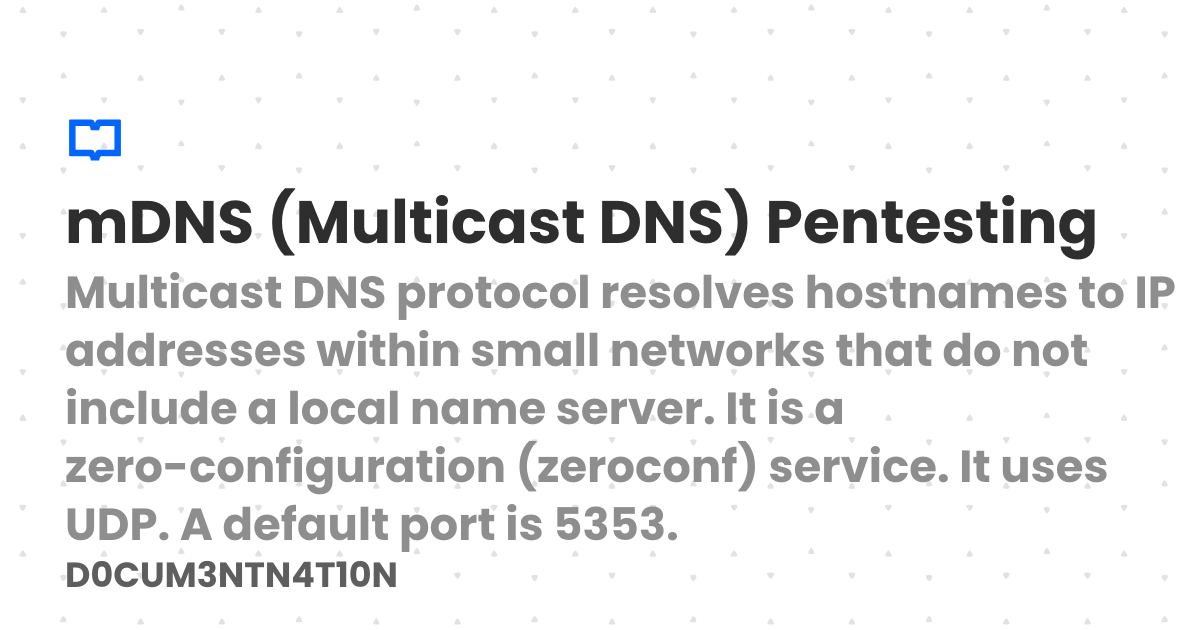 mDNS (Multicast DNS) Pentesting
Multicast DNS protocol resolves hostnames to IP
addresses within small networks that do not
include a local name server. It is a
zero-configuration (zeroconf) service. It uses
UDP. A default port is 5353.
D0CUM3NTN4T10N